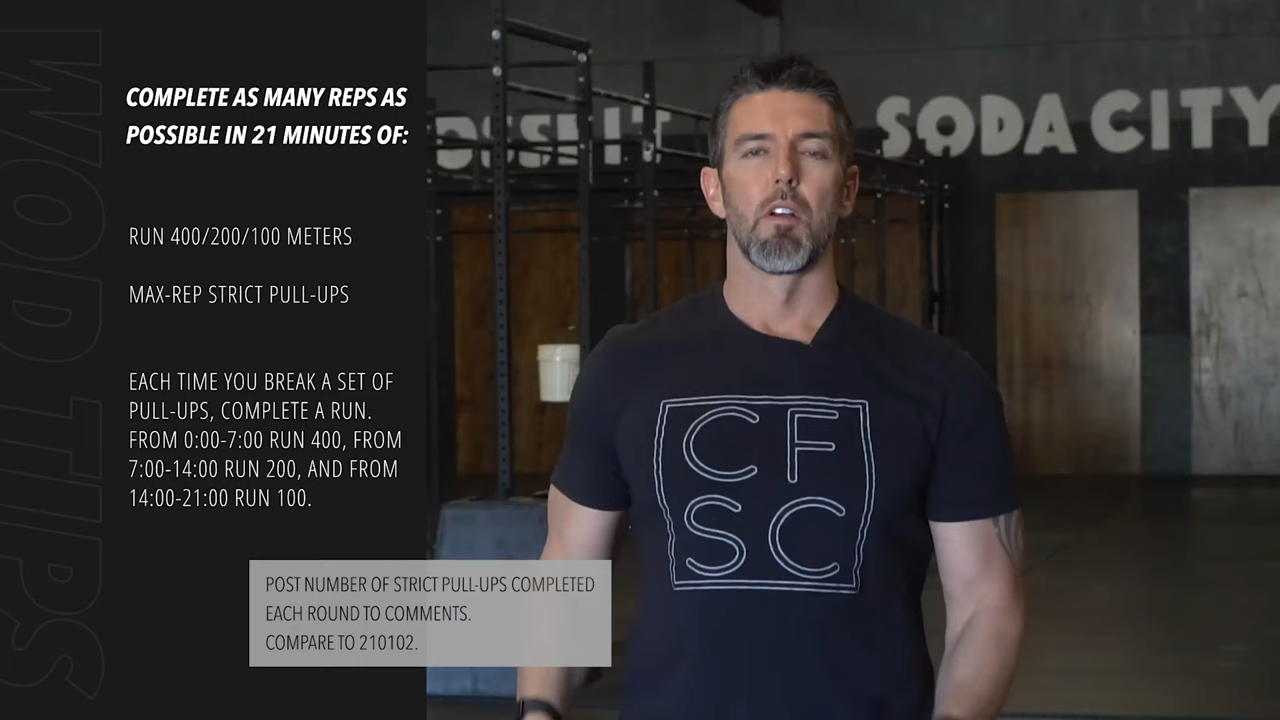 WOD TIPS
COMPLETE AS MANY REPS AS
POSSIBLE IN 21 MINUTES OF:
RUN 400/200/100 METERS
MAX-REP STRICT PULL-UPS
EACH TIME YOU BREAK A SET OF
PULL-UPS, COMPLETE A RUN.
FROM 0:00-7:00 RUN 400, FROM
7:00-14:00 RUN 200, AND FROM
14:00-21:00 RUN 100.
POST NUMBER OF STRICT PULL-UPS COMPLETED
EACH ROUND TO COMMENTS.
COMPARE TO 210102.
SODA CITY
CF
SC